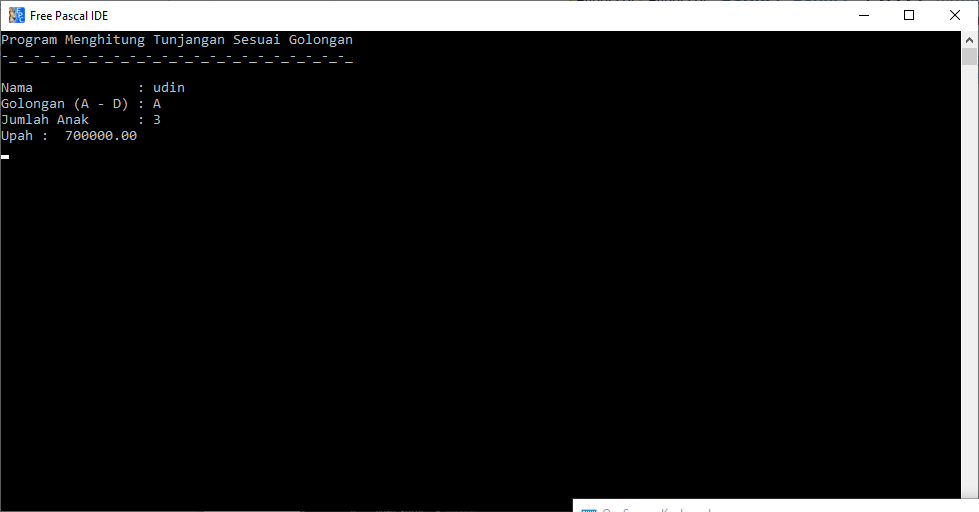 Free Pascal IDE
Program Menghitung Tunjangan Sesuai Golongan
-_-_-_-_-_-_-_-_-_-_-_-_-_-_-_-_-_-_-_-_-_-_
Nama : udin
Golongan (A - D) : A
Jumlah Anak : 3
Upah : 700000.00